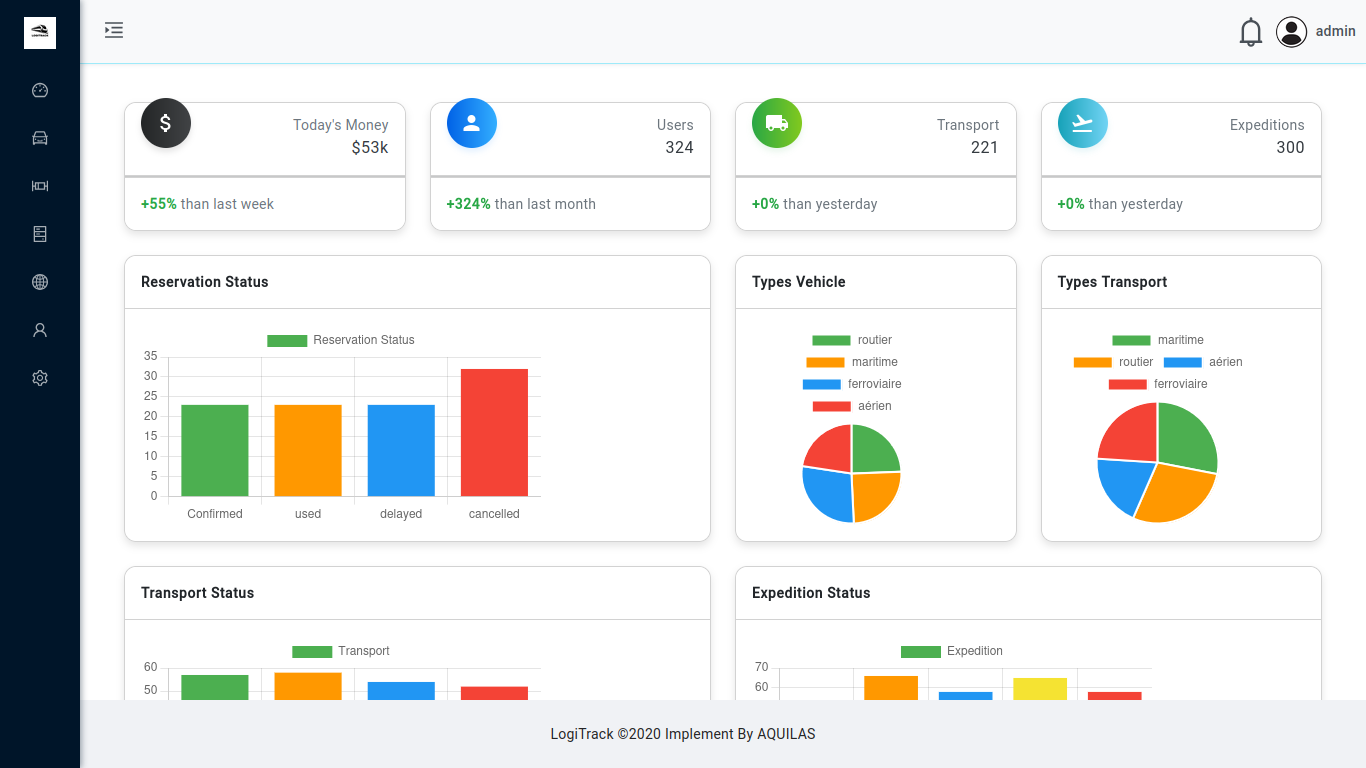 admin
Today's Money
$53k
+55% than last week
Users
324
+324% than last month
Transport
221
+0% than yesterday
Expeditions
300
+0% than yesterday
Reservation Status
Reservation Status
35
30
25
20
15
10
5
0
Confirmed used delayed cancelled
Types Vehicle
routier
maritime
ferroviaire
aérien
Types Transport
maritime
routier aérien
ferroviaire
Transport Status
Transport
60
50
Expedition Status
Expedition
70
60
LogiTrack ©2020 Implement By AQUILAS